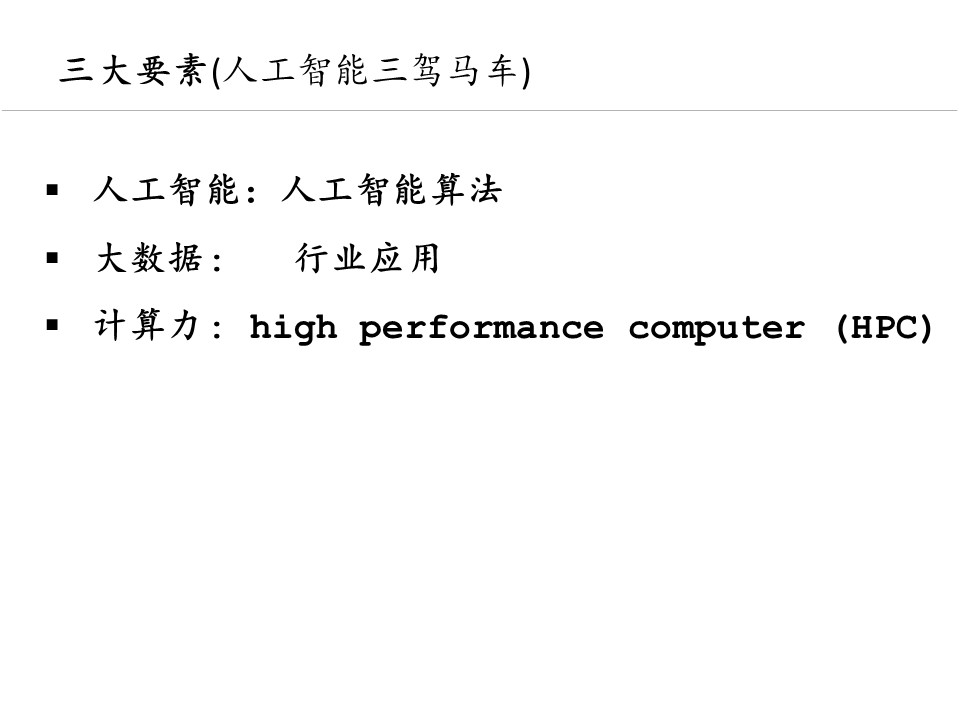 三大要素(人工智能三驾马车)
▪ 人工智能：人工智能算法
▪ 大数据： 行业应用
▪ 计算力：high performance computer (HPC)